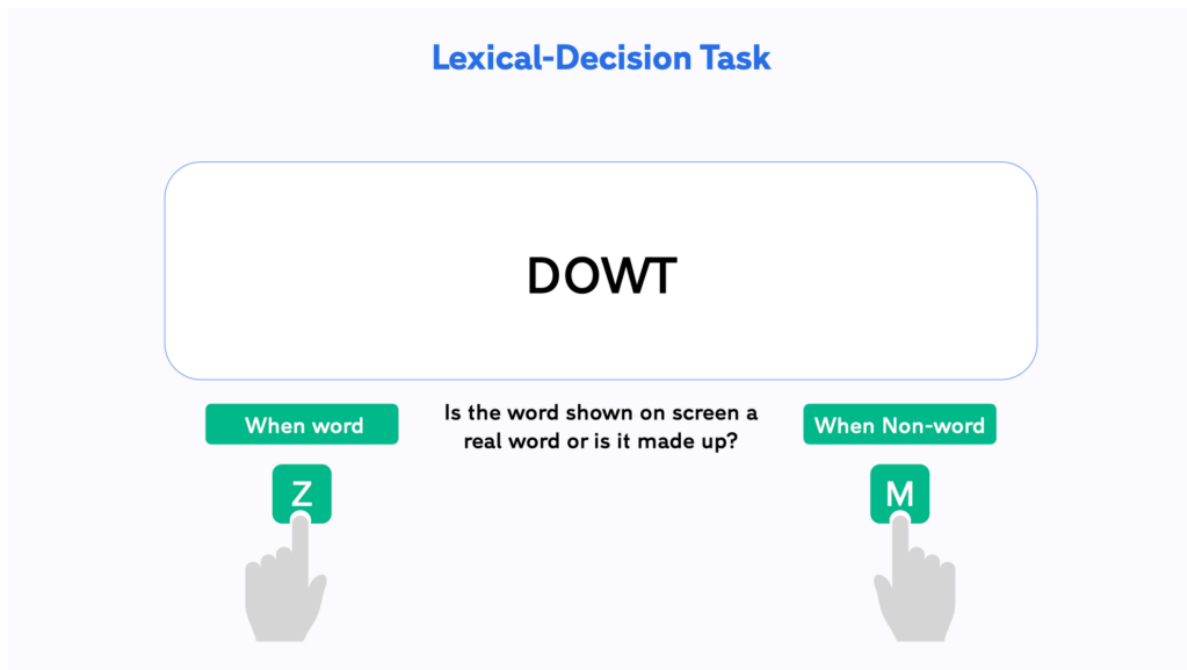 Lexical-Decision Task
DOWT
When word
Is the word shown on screen a
real word or is it made up?
When Non-word
Z
M